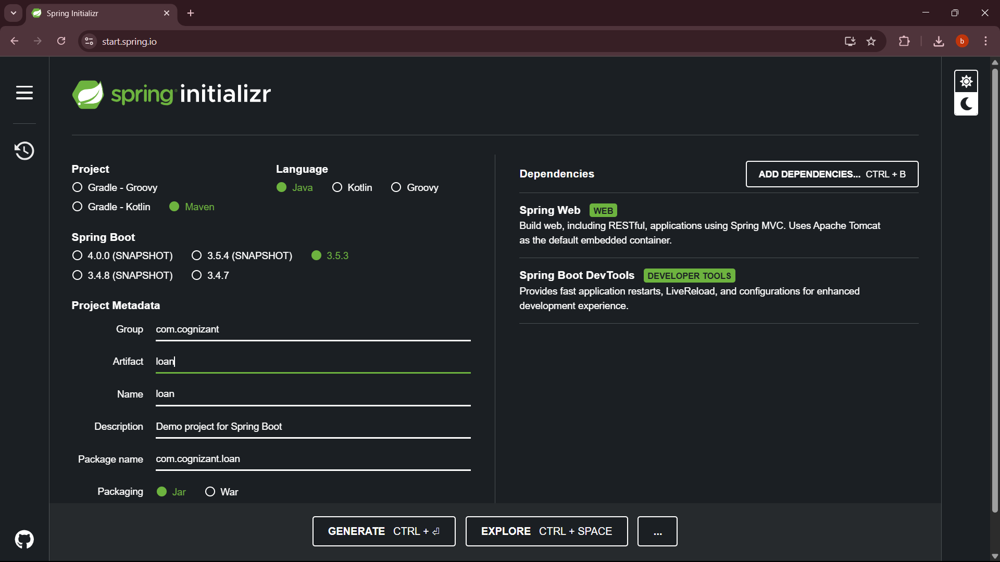 Spring Initializr
start.spring.io
b
spring initializr
Project
Gradle - Groovy
Gradle - Kotlin Maven
Language
Java Kotlin Groovy
Spring Boot
4.0.0 (SNAPSHOT) 3.5.4 (SNAPSHOT) 3.5.3
3.4.8 (SNAPSHOT) 3.4.7
Project Metadata
Group com.cognizant
Artifact loan
Name loan
Description Demo project for Spring Boot
Package name com.cognizant.loan
Packaging Jar War
Dependencies
ADD DEPENDENCIES... CTRL + B
Spring Web WEB
Build web, including RESTful, applications using Spring MVC. Uses Apache Tomcat
as the default embedded container.
Spring Boot DevTools DEVELOPER TOOLS
Provides fast application restarts, LiveReload, and configurations for enhanced
development experience.
GENERATE CTRL + ⏎
EXPLORE CTRL + SPACE
...